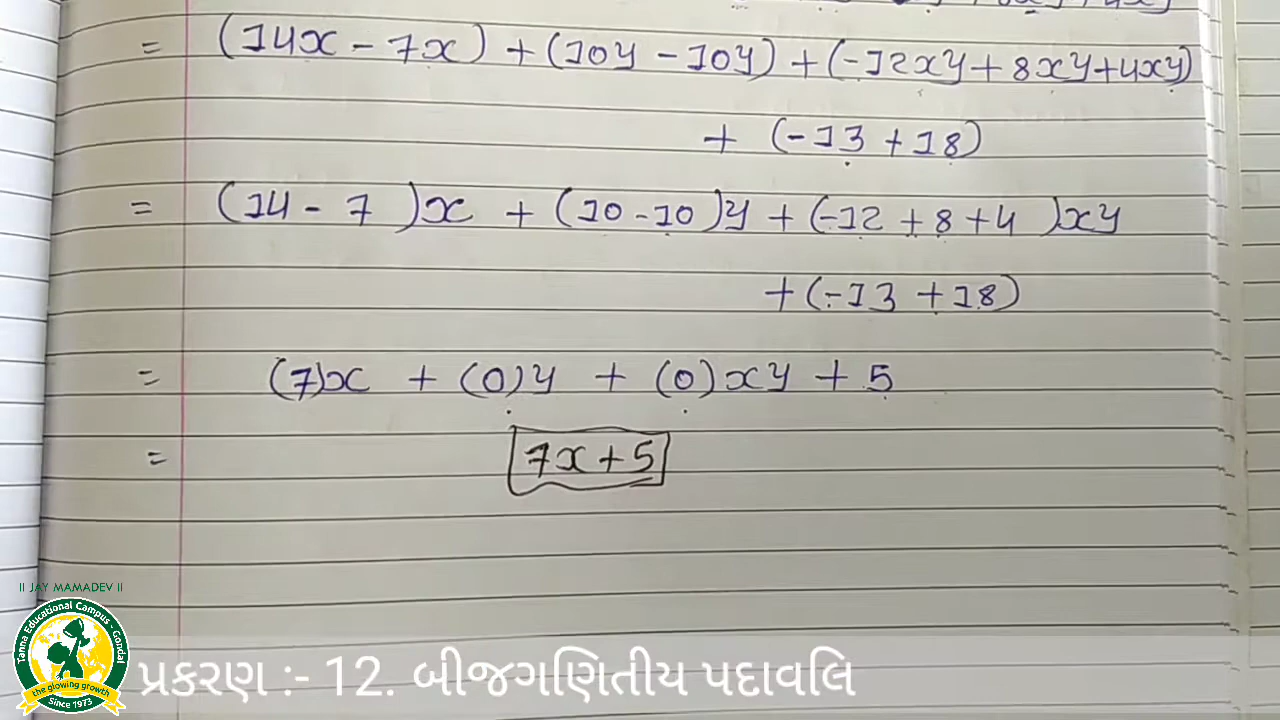 = (14x - 7x) + (10y - 10y) + (-12xy + 8xy + 4xy)
+ (-13 + 18)
= (14 - 7 )x + (10 - 10)y + (-12 + 8 + 4 )xy
+ (-13 + 18)
= (7)x + (0)y + (0)xy + 5
= 7x + 5
॥ JAY MAMADEV ॥
Tanna Educational Campus - Gondal
the glowing growth
Since 1973
પ્રકરણ :- 12. બીજગણિતીય પદાવલિ